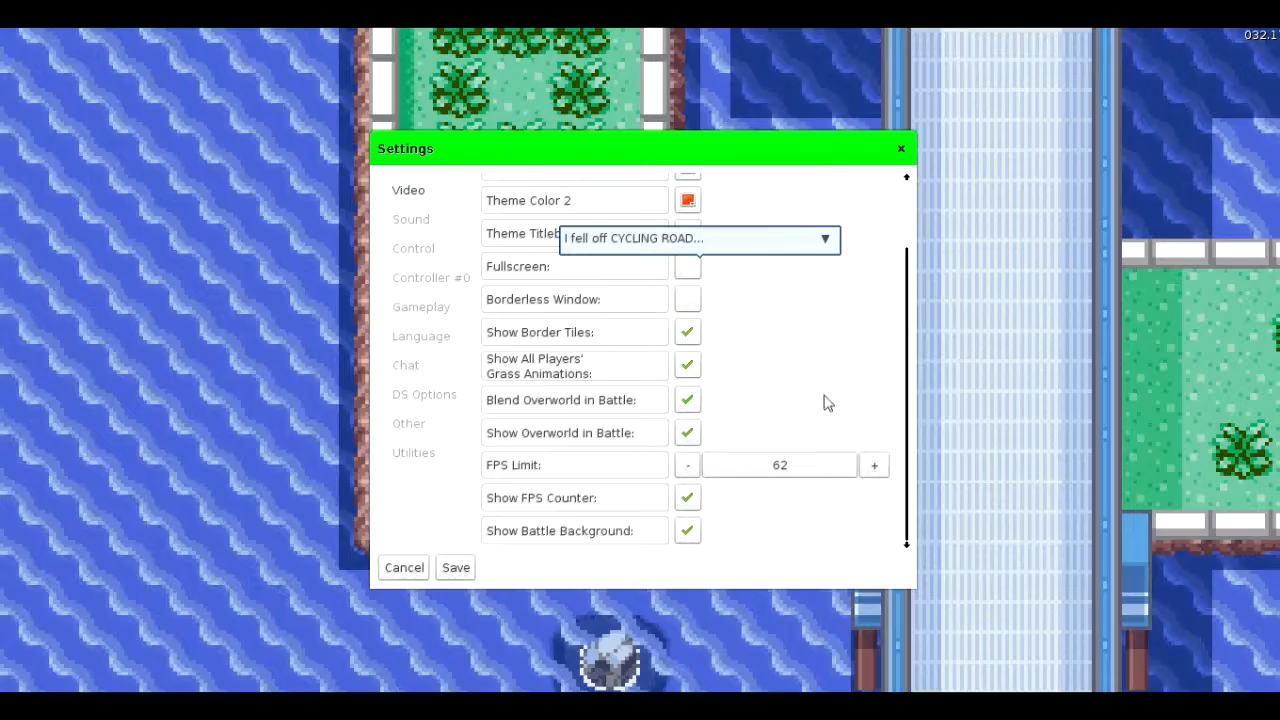 032.1
Settings
×
Video
Sound
Control
Controller #0
Gameplay
Language
Chat
DS Options
Other
Utilities
Theme Color 2
Theme Titleb
I fell off CYCLING ROAD...
Fullscreen:
Borderless Window:
Show Border Tiles:
Show All Players'
Grass Animations:
Blend Overworld in Battle:
Show Overworld in Battle:
FPS Limit:
- 62 +
Show FPS Counter:
Show Battle Background:
Cancel Save